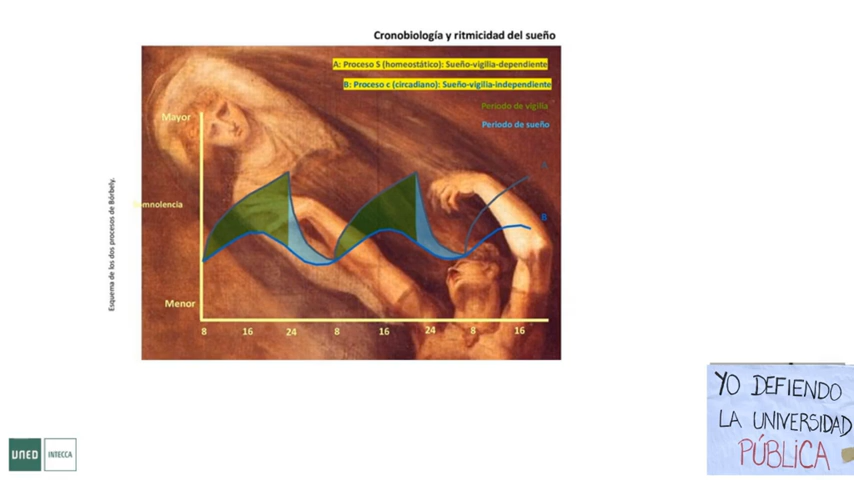 Cronobiología y ritmicidad del sueño
A: Proceso S (homeostático): Sueño-vigilia-dependiente
B: Proceso c (circadiano): Sueño-vigilia-independiente
Periodo de vigilia
Periodo de sueño
Mayor
B
Esquema de los dos procesos de Bórbely.
Menor
8 16 24 8 16 24 8 16
YO DEFIENDO
LA UNIVERSIDAD
PÚBLICA
UNED INTECCA